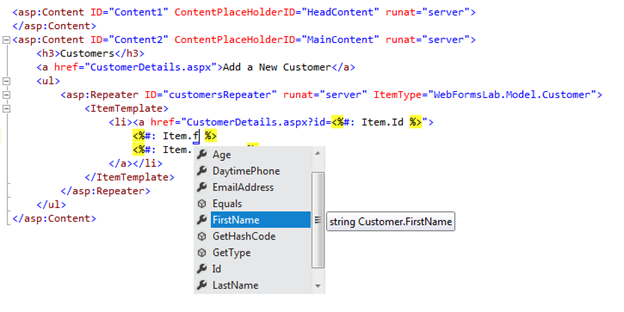 <asp:Content ID="Content1" ContentPlaceHolderID="HeadContent" runat="server">
</asp:Content>
<asp:Content ID="Content2" ContentPlaceHolderID="MainContent" runat="server">
<h3>Customers</h3>
<a href="CustomerDetails.aspx">Add a New Customer</a>
<ul>
<asp:Repeater ID="customersRepeater" runat="server" ItemType="WebFormsLab.Model.Customer">
<ItemTemplate>
<li><a href="CustomerDetails.aspx?id=<%#: Item.Id %>">
<%#: Item.f %>
<%#: Item.
</a></li>
</ItemTemplate>
</asp:Repeater>
</ul>
</asp:Content>
Age
DaytimePhone
EmailAddress
Equals
FirstName
string Customer.FirstName
GetHashCode
GetType
Id
LastName